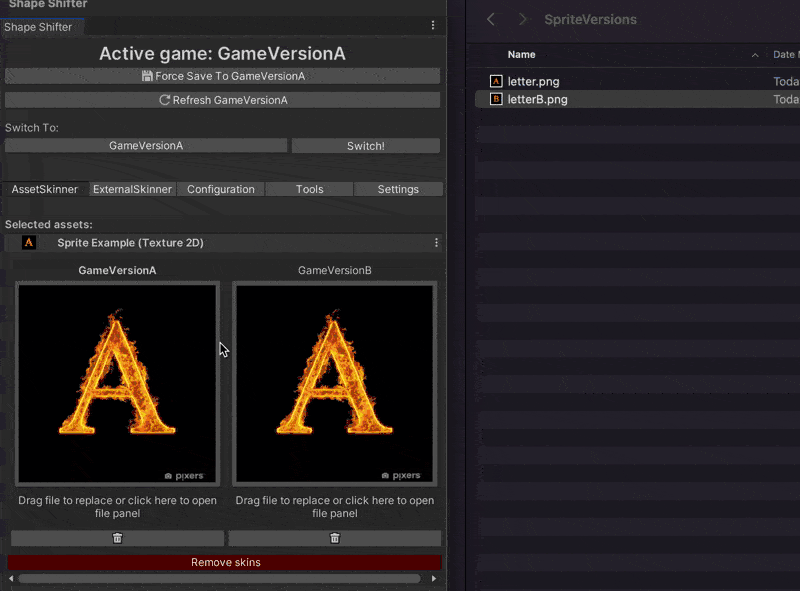 Shape Shifter
Shape Shifter
Active game: GameVersionA
Force Save To GameVersionA
Refresh GameVersionA
Switch To:
GameVersionA
Switch!
AssetSkinner
ExternalSkinner
Configuration
Tools
Settings
Selected assets:
A
Sprite Example (Texture 2D)
GameVersionA
GameVersionB
A
A
pixers
pixers
Drag file to replace or click here to open
file panel
Drag file to replace or click here to open
file panel
Remove skins
SpriteVersions
Name
Date M
A
letter.png
Toda
B
letterB.png
Toda